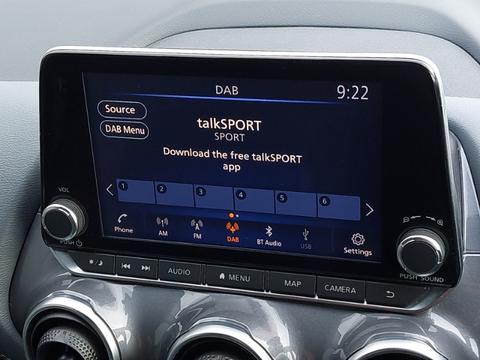 DAB
9:22
Source
DAB Menu
talkSPORT
SPORT
Download the free talkSPORT
app
1 2 3 4 5 6
Phone AM FM DAB BT Audio USB Settings
VOL
PUSH
PUSH SOUND
AUDIO MENU MAP CAMERA